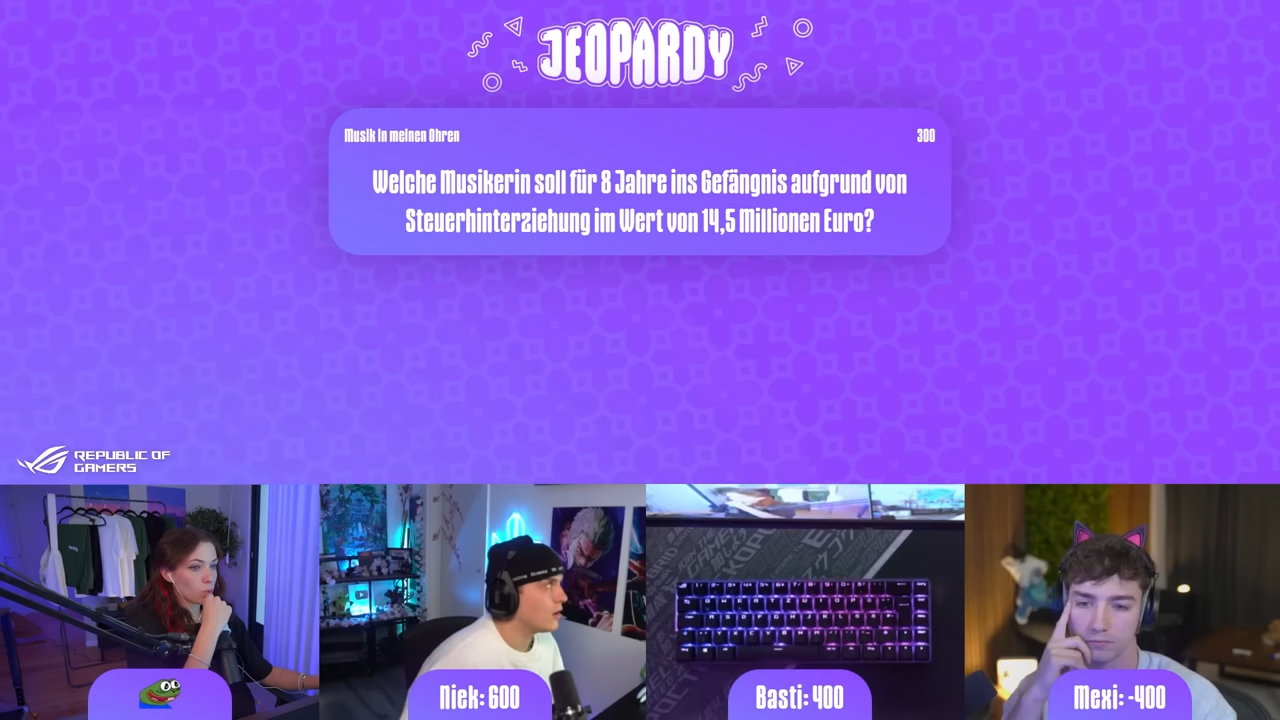 JEOPARDY
Musik in meinen Ohren
300
Welche Musikerin soll für 8 Jahre ins Gefängnis aufgrund von
Steuerhinterziehung im Wert von 14,5 Millionen Euro?
REPUBLIC OF
GAMERS
Niek: 600
Basti: 400
Mexi: -400